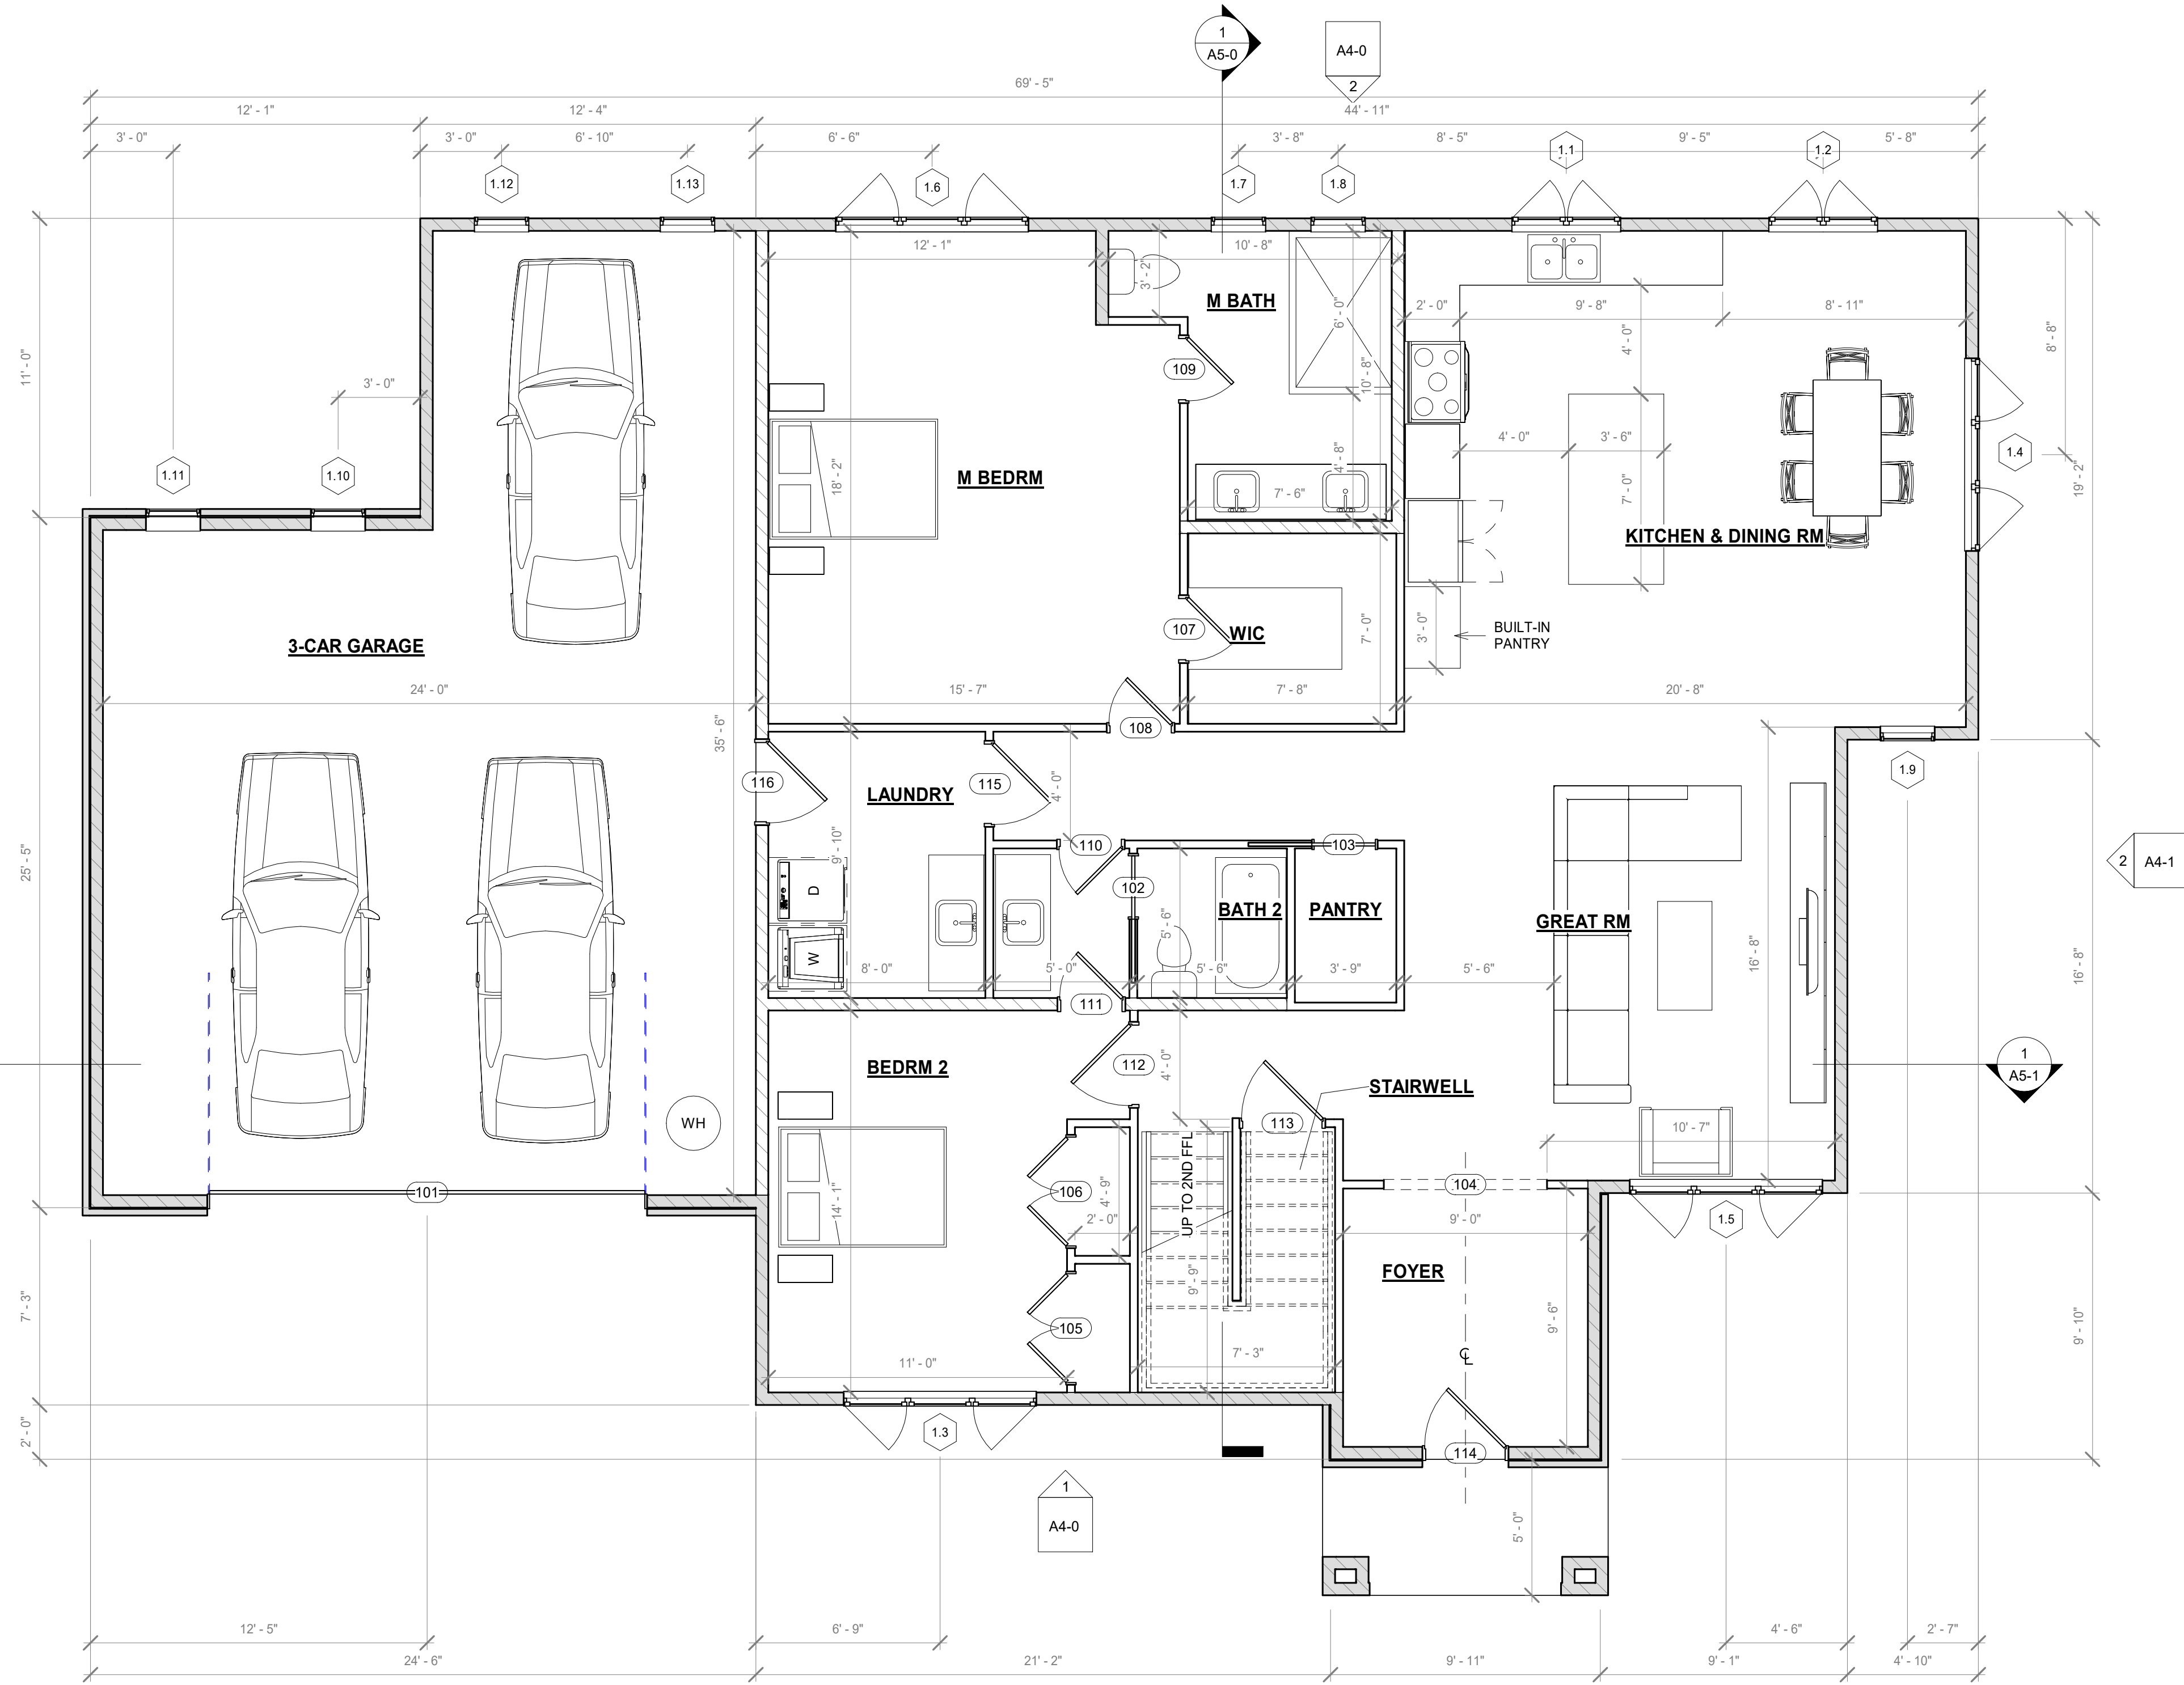 1
A5-0
A4-0
2
69' - 5"
12' - 1"
12' - 4"
44' - 11"
3' - 0"
3' - 0"
6' - 10"
6' - 6"
3' - 8"
8' - 5"
9' - 5"
5' - 8"
1.12
1.13
1.6
1.7
1.8
1.1
1.2
12' - 1"
10' - 8"
3' - 2"
M BATH
6' - 0"
2' - 0"
9' - 8"
8' - 11"
4' - 0"
8' - 8"
11' - 0"
3' - 0"
109
10' - 8"
1.11
1.10
18' - 2"
M BEDRM
4' - 8"
7' - 6"
4' - 0"
3' - 6"
7' - 0"
1.4
19' - 2"
KITCHEN & DINING RM
3-CAR GARAGE
107
WIC
7' - 0"
3' - 0"
BUILT-IN
PANTRY
24' - 0"
15' - 7"
7' - 8"
20' - 8"
35' - 6"
108
116
LAUNDRY
115
4' - 0"
1.9
25' - 5"
9' - 10"
110
103
102
2
A4-1
D
BATH 2
PANTRY
GREAT RM
5' - 6"
W
8' - 0"
5' - 0"
5' - 6"
3' - 9"
5' - 6"
16' - 8"
16' - 8"
111
BEDRM 2
112
4' - 0"
STAIRWELL
1
A5-1
WH
113
10' - 7"
UP TO 2ND FFL
101
106
4' - 9"
2' - 0"
14' - 1"
104
9' - 0"
1.5
7' - 3"
9' - 9"
FOYER
9' - 6"
9' - 10"
105
11' - 0"
7' - 3"
CL
2' - 0"
1.3
114
1
A4-0
5' - 0"
12' - 5"
6' - 9"
4' - 6"
2' - 7"
24' - 6"
21' - 2"
9' - 11"
9' - 1"
4' - 10"